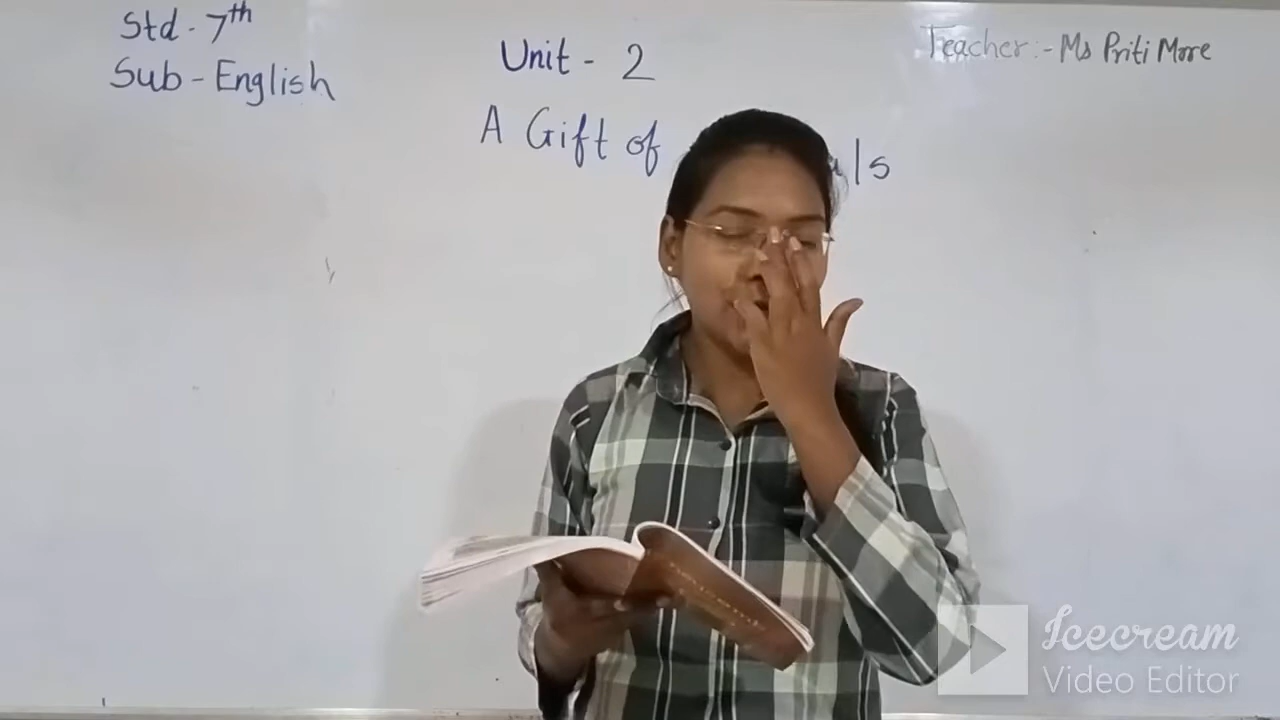 Std - 7th
Sub - English
Unit - 2
A Gift of
Teacher :- Ms Priti More
Icecream
Video Editor